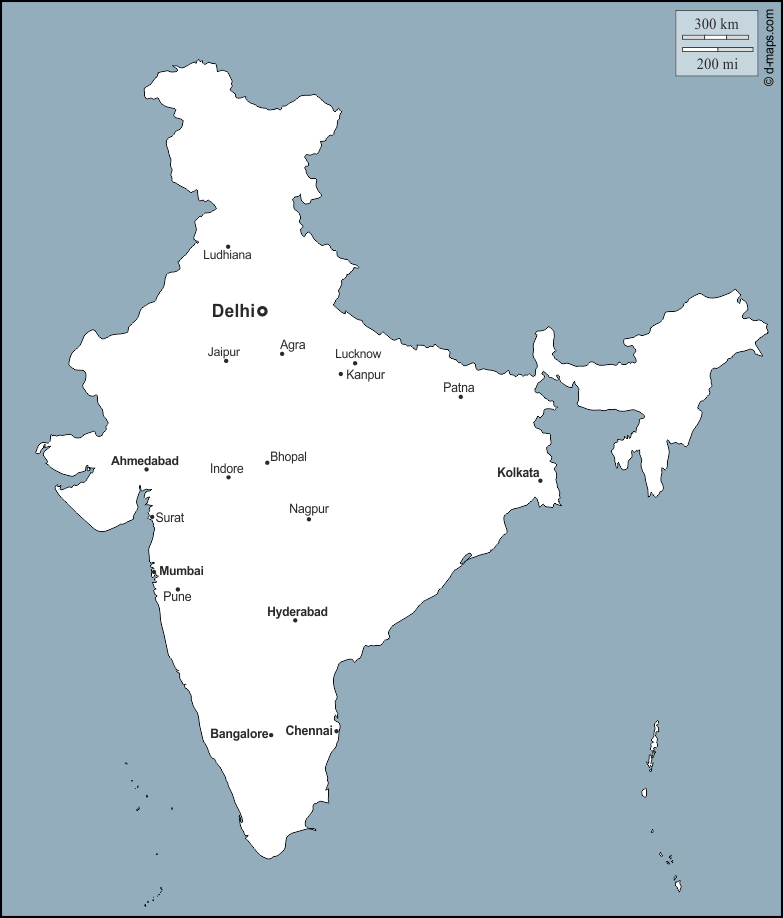 300 km
200 mi
© d-maps.com
Ludhiana
Delhi
Jaipur
Agra
Lucknow
Kanpur
Patna
Ahmedabad
Indore
Bhopal
Kolkata
Surat
Nagpur
Mumbai
Pune
Hyderabad
Bangalore
Chennai